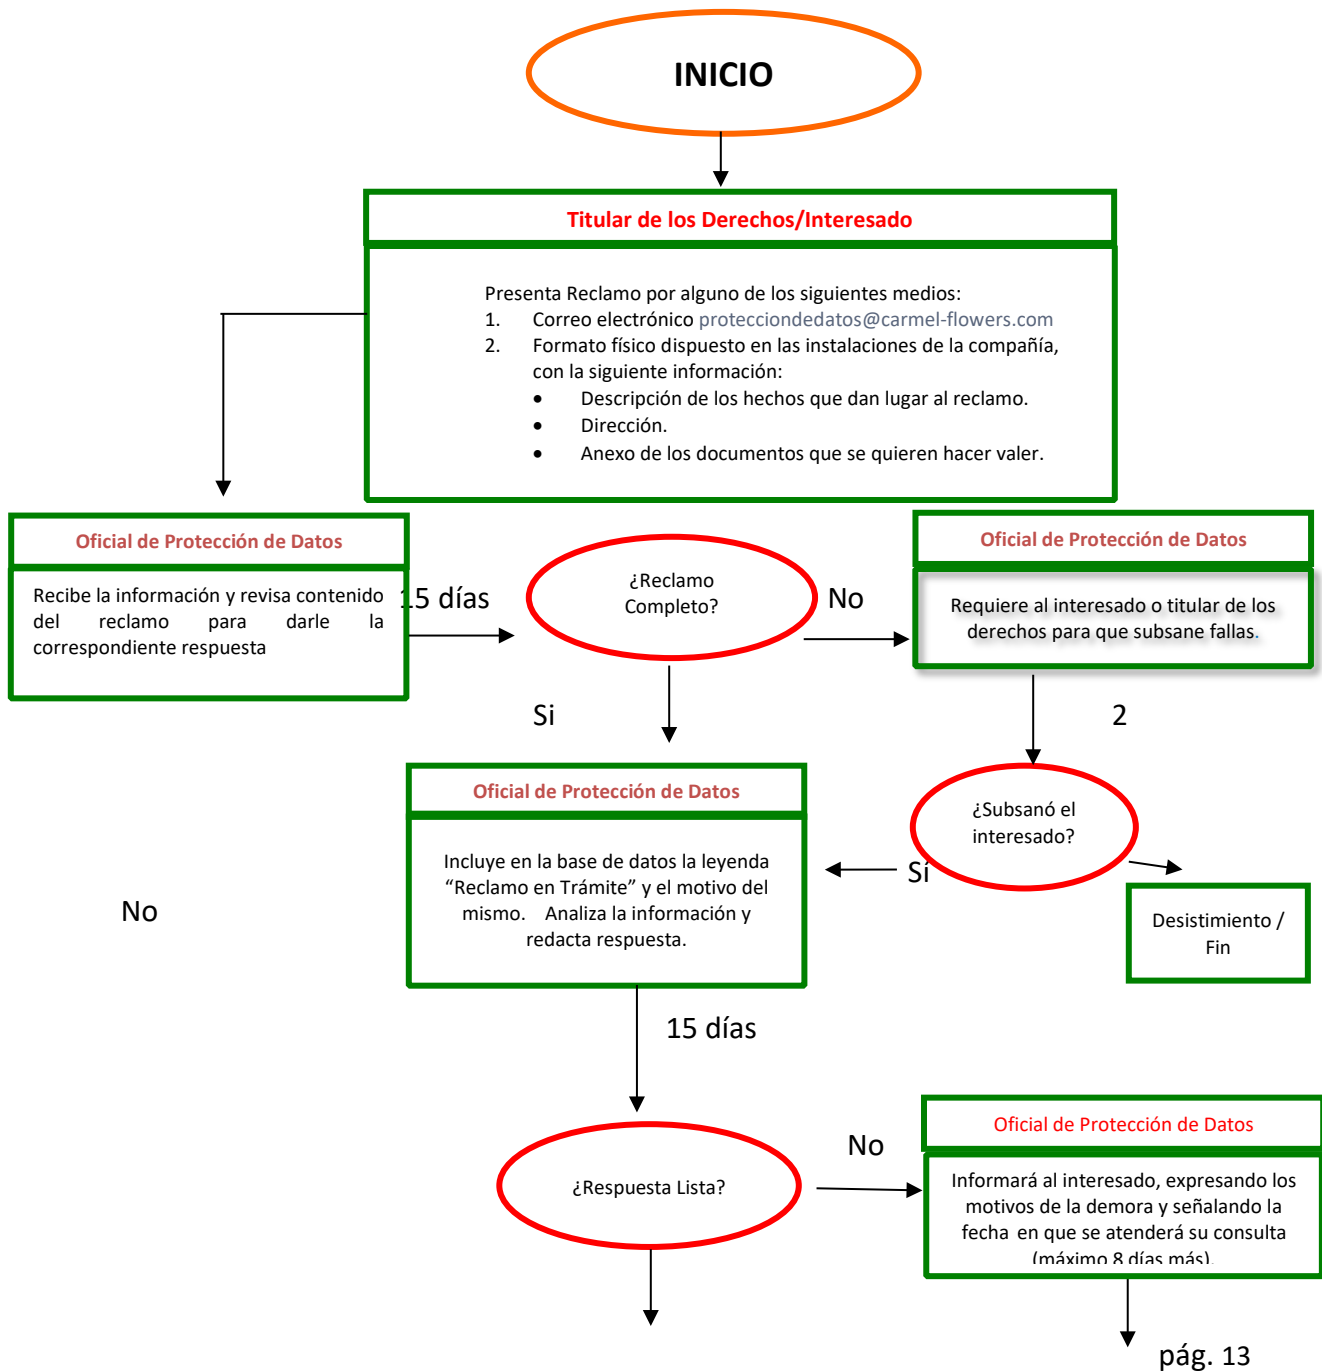 INICIO
Titular de los Derechos/Interesado
Presenta Reclamo por alguno de los siguientes medios:
1. Correo electrónico protecciondedatos@carmel-flowers.com
2. Formato físico dispuesto en las instalaciones de la compañía,
con la siguiente información:
• Descripción de los hechos que dan lugar al reclamo.
• Dirección.
• Anexo de los documentos que se quieren hacer valer.
Oficial de Protección de Datos
Recibe la información y revisa contenido
del reclamo para darle la
correspondiente respuesta
15 días
¿Reclamo
Completo?
No
Oficial de Protección de Datos
Requiere al interesado o titular de los
derechos para que subsane fallas.
Si
2
Oficial de Protección de Datos
Incluye en la base de datos la leyenda
“Reclamo en Trámite” y el motivo del
mismo. Analiza la información y
redacta respuesta.
¿Subsanó el
interesado?
Sí
No
Desistimiento /
Fin
15 días
¿Respuesta Lista?
No
Oficial de Protección de Datos
Informará al interesado, expresando los
motivos de la demora y señalando la
fecha en que se atenderá su consulta
(máximo 8 días más).
pág. 13